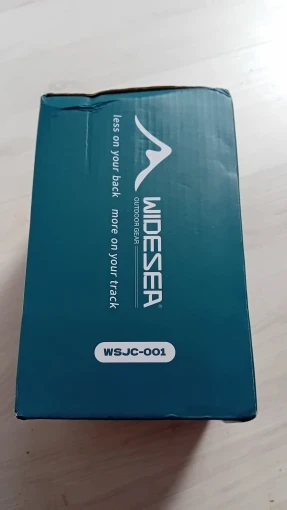 WIDESEA®
OUTDOOR GEAR
less on your back more on your track
WSJC-001